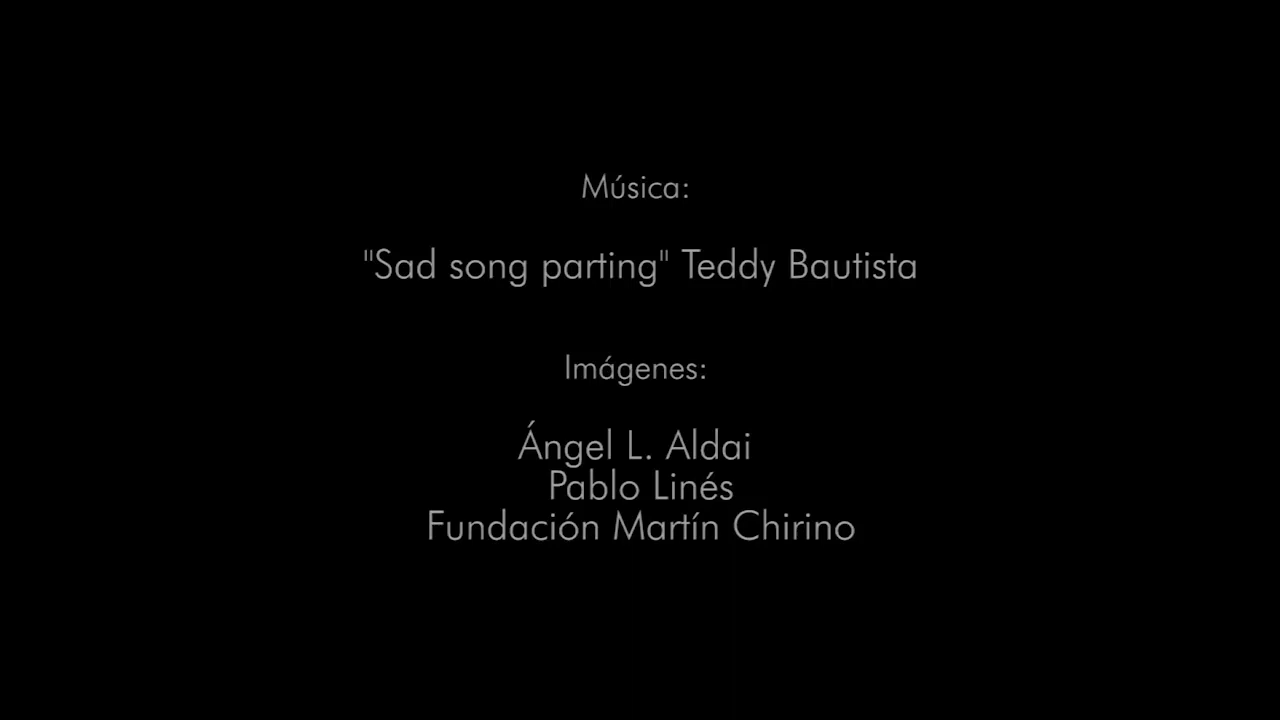 Música:
"Sad song parting" Teddy Bautista
Imágenes:
Ángel L. Aldai
Pablo Linés
Fundación Martín Chirino